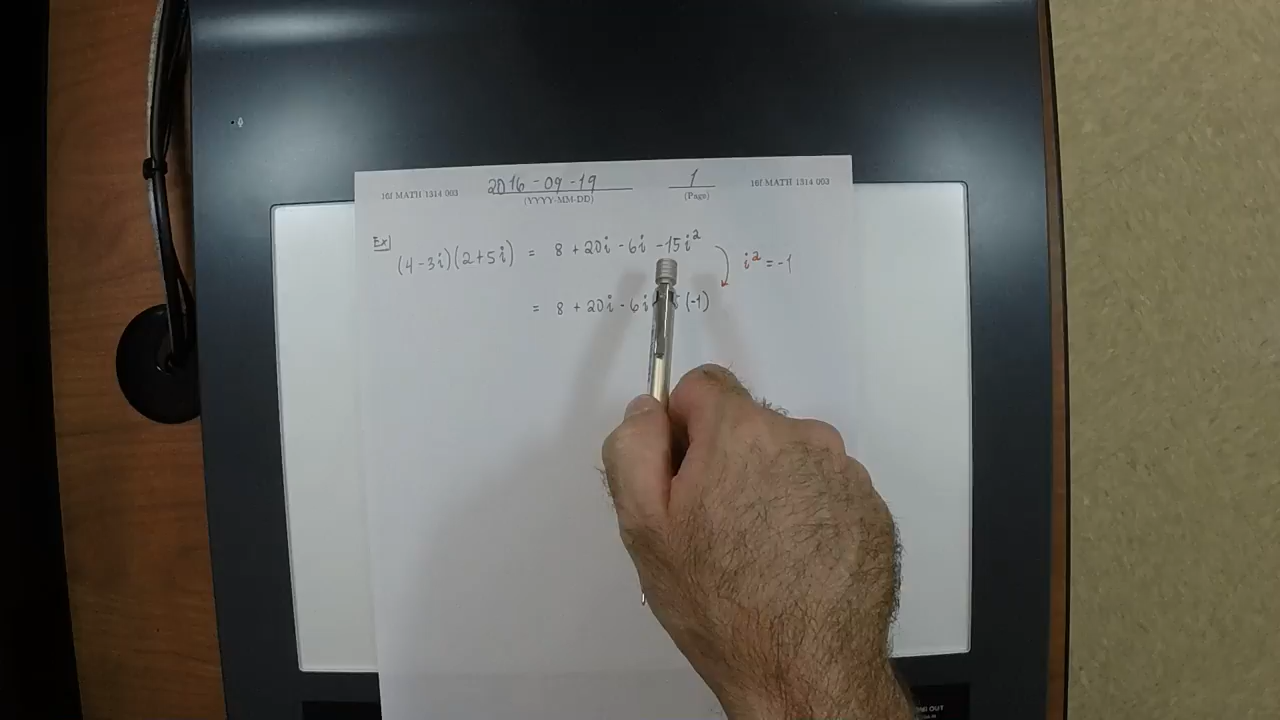 16f MATH 1314 003 2016-09-19 1 16f MATH 1314 003
(YYYY-MM-DD) (Page)
Ex] (4-3i)(2+5i) = 8 + 20i - 6i - 15i² i² = -1
= 8 + 20i - 6i (-1)
OUT